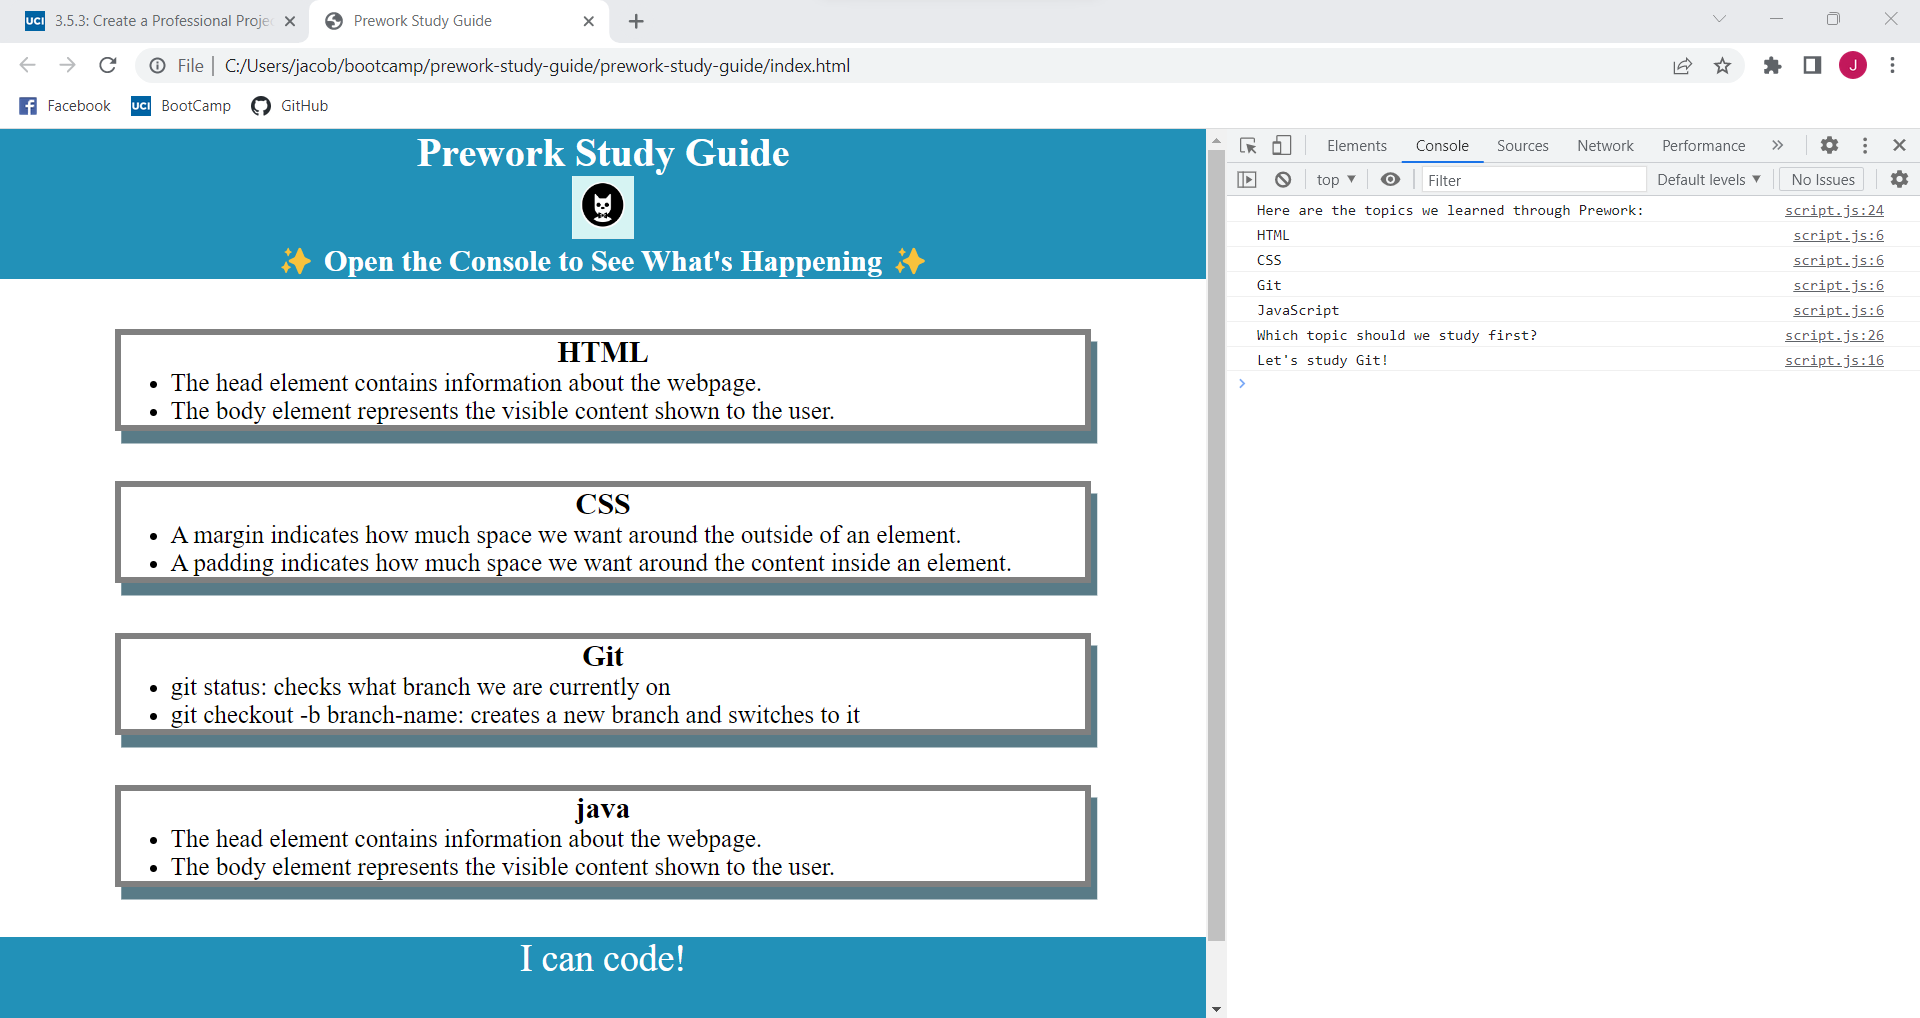 UCI 3.5.3: Create a Professional Proje
Prework Study Guide
File C:/Users/jacob/bootcamp/prework-study-guide/prework-study-guide/index.html
J
Facebook UCI BootCamp GitHub
Prework Study Guide
✨ Open the Console to See What's Happening ✨
HTML
• The head element contains information about the webpage.
• The body element represents the visible content shown to the user.
CSS
• A margin indicates how much space we want around the outside of an element.
• A padding indicates how much space we want around the content inside an element.
Git
• git status: checks what branch we are currently on
• git checkout -b branch-name: creates a new branch and switches to it
java
• The head element contains information about the webpage.
• The body element represents the visible content shown to the user.
I can code!
Elements Console Sources Network Performance
top Filter Default levels No Issues
Here are the topics we learned through Prework: script.js:24
HTML script.js:6
CSS script.js:6
Git script.js:6
JavaScript script.js:6
Which topic should we study first? script.js:26
Let's study Git! script.js:16